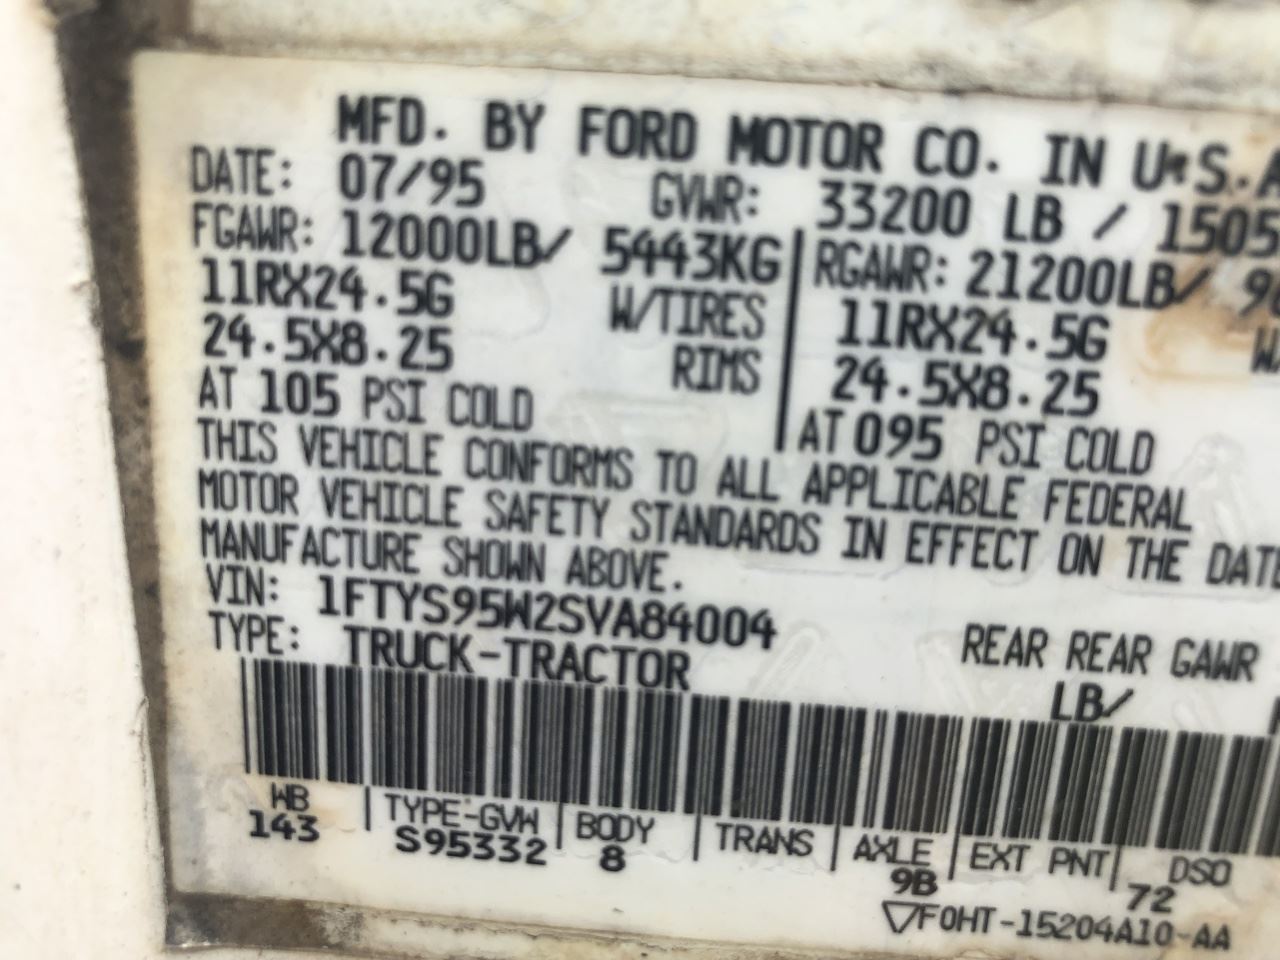 MFD. BY FORD MOTOR CO. IN U.S.A
DATE: 07/95 GVWR: 33200 LB / 1505
FGAWR: 12000LB/ 5443KG RGAWR: 21200LB/ 9
11RX24.5G W/TIRES 11RX24.5G W
24.5X8.25 RIMS 24.5X8.25
AT 105 PSI COLD AT 095 PSI COLD
THIS VEHICLE CONFORMS TO ALL APPLICABLE FEDERAL
MOTOR VEHICLE SAFETY STANDARDS IN EFFECT ON THE DATE
MANUFACTURE SHOWN ABOVE.
VIN: 1FTYS95W2SVA84004
TYPE: TRUCK-TRACTOR REAR REAR GAWR
LB/
WB TYPE-GVW BODY TRANS AXLE EXT PNT DSO
143 S95332 8 9B 72
▽F0HT-15204A10-AA